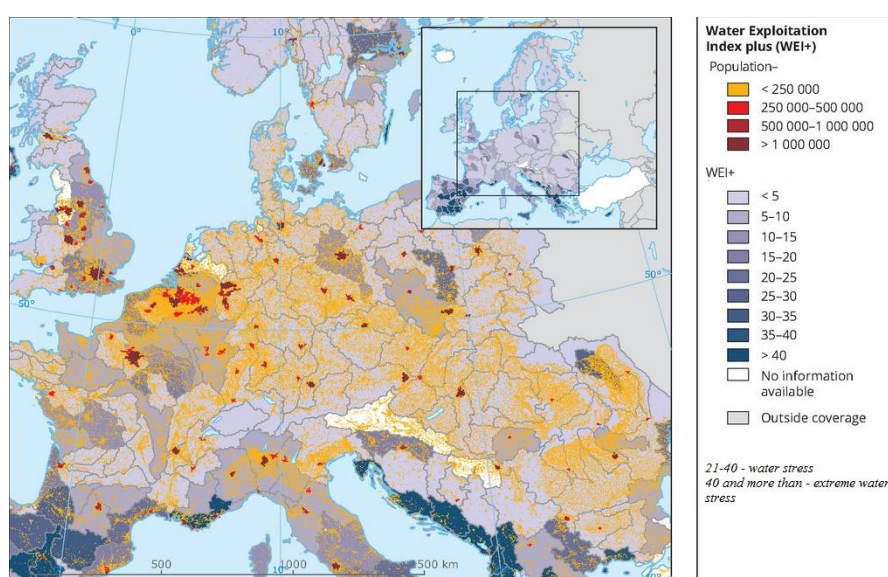 0°
10°
50°
50°
500
1000
1500 km
10°
40°
Water Exploitation
Index plus (WEI+)
Population–
< 250 000
250 000–500 000
500 000–1 000 000
> 1 000 000
WEI+
< 5
5–10
10–15
15–20
20–25
25–30
30–35
35–40
> 40
No information
available
Outside coverage
21-40 - water stress
40 and more than - extreme water
stress